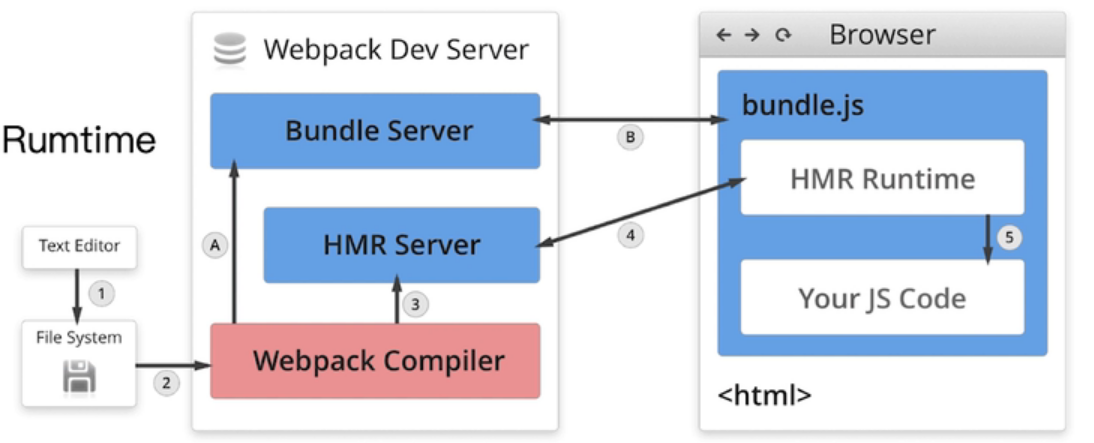 Webpack Dev Server
Browser
bundle.js
Bundle Server
B
Rumtime
HMR Runtime
Text Editor
A
HMR Server
4
5
1
3
Your JS Code
File System
Webpack Compiler
2
<html>